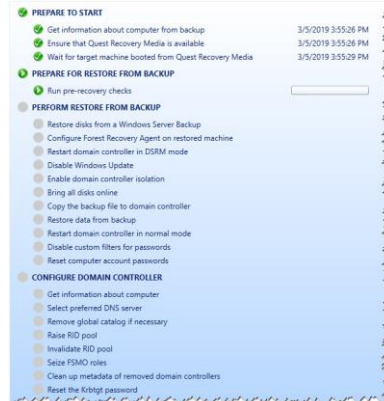 PREPARE TO START
Get information about computer from backup 3/5/2019 3:55:26 PM
Ensure that Quest Recovery Media is available 3/5/2019 3:55:26 PM
Wait for target machine booted from Quest Recovery Media 3/5/2019 3:55:29 PM
PREPARE FOR RESTORE FROM BACKUP
Run pre-recovery checks
PERFORM RESTORE FROM BACKUP
Restore disks from a Windows Server Backup
Configure Forest Recovery Agent on restored machine
Restart domain controller in DSRM mode
Disable Windows Update
Enable domain controller isolation
Bring all disks online
Copy the backup file to domain controller
Restore data from backup
Restart domain controller in normal mode
Disable custom filters for passwords
Reset computer account passwords
CONFIGURE DOMAIN CONTROLLER
Get information about computer
Select preferred DNS server
Remove global catalog if necessary
Raise RID pool
Invalidate RID pool
Seize FSMO roles
Clean up metadata of removed domain controllers
Reset the Krbtgt password